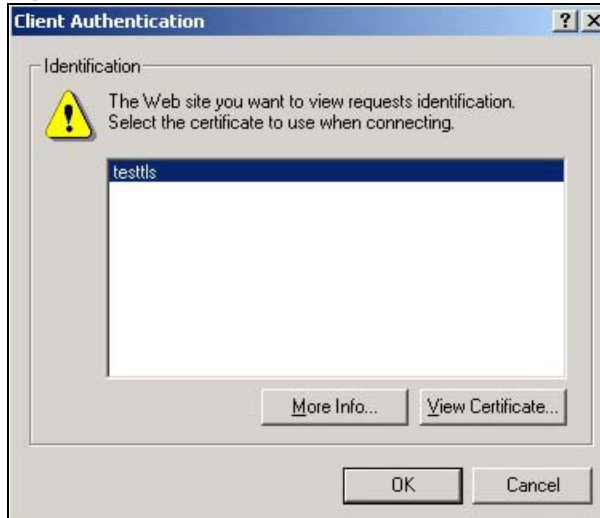 Client Authentication
Identification
The Web site you want to view requests identification.
Select the certificate to use when connecting.
testtls
More Info...
View Certificate...
OK
Cancel